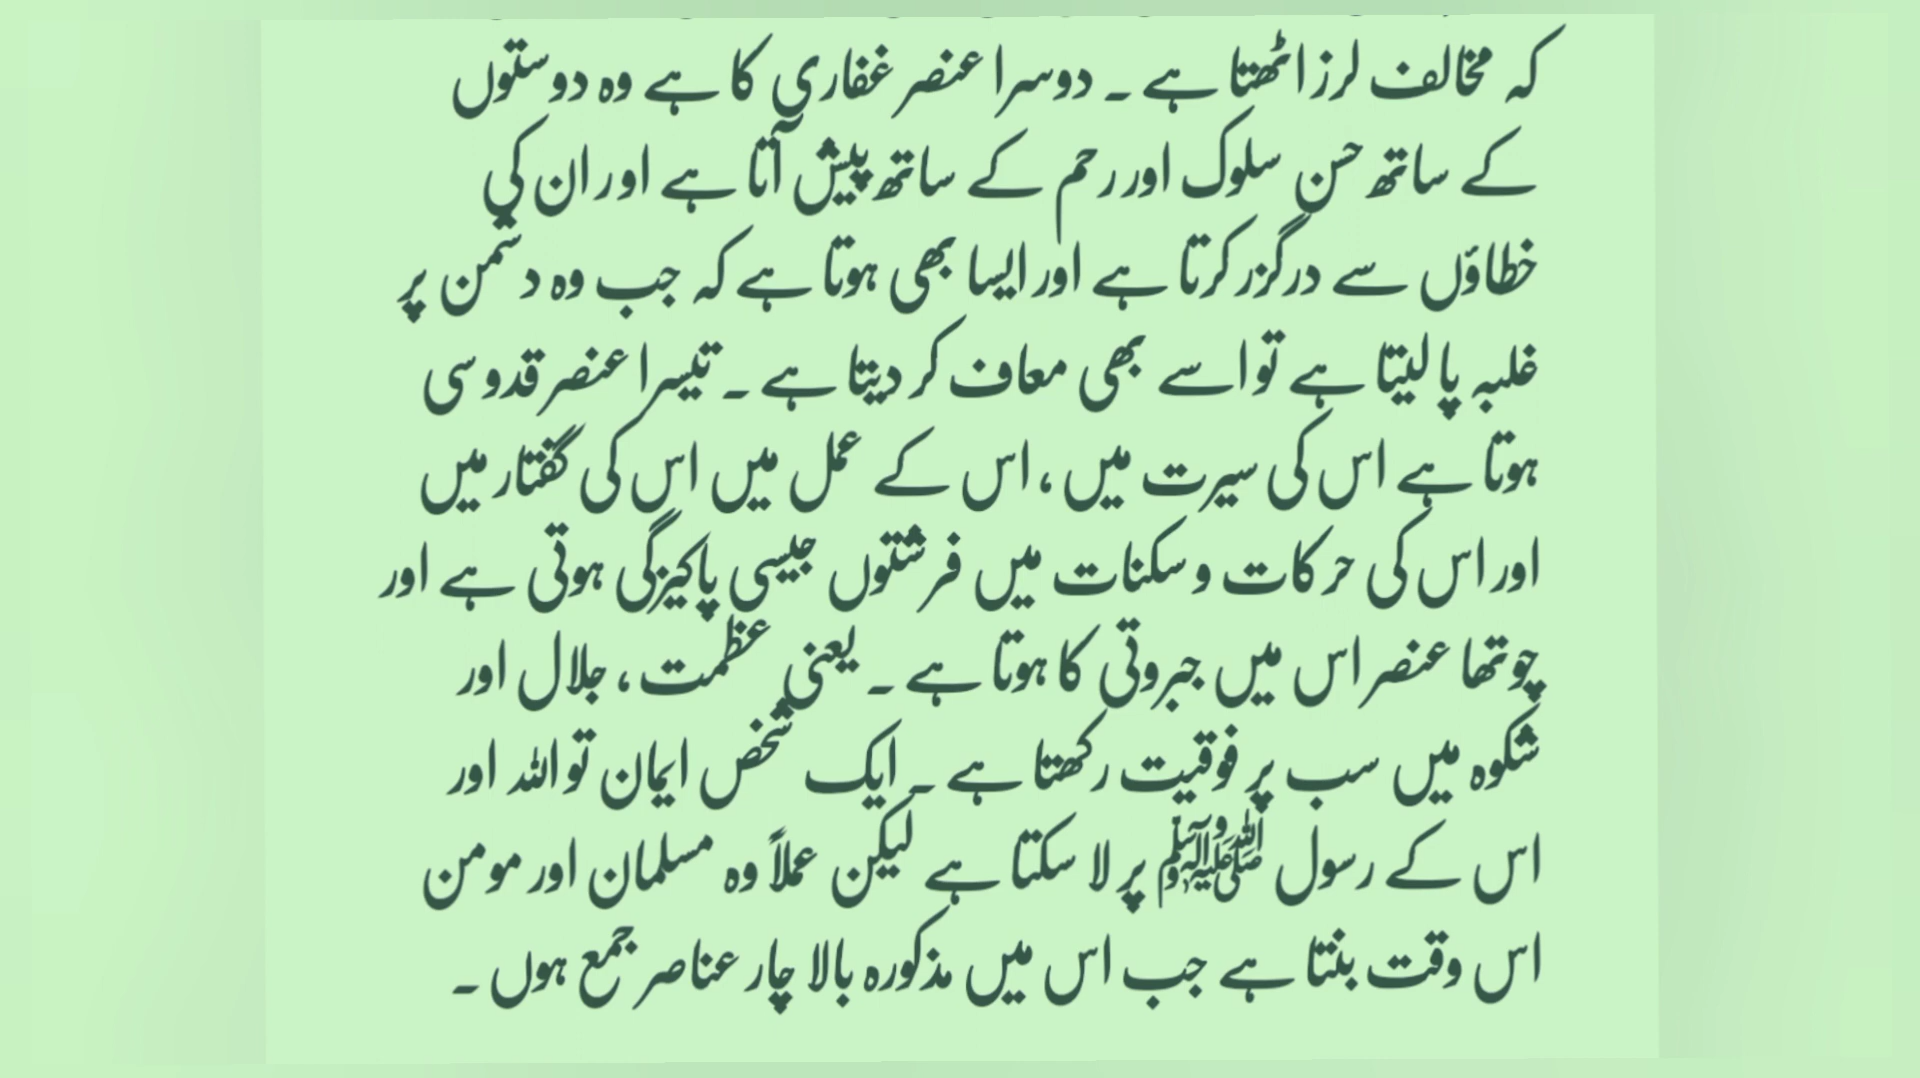 کہ مخالف لرز اٹھتا ہے ۔ دوسرا عنصر غفاری کا ہے وہ دوستوں
کے ساتھ حسن سلوک اور رحم کے ساتھ پیش آتا ہے اور ان کی
خطاؤں سے درگزر کرتا ہے اور ایسا بھی ہوتا ہے کہ جب وہ دشمن پر
غلبہ پا لیتا ہے تو اسے بھی معاف کر دیتا ہے ۔ تیسرا عنصر قدوسی
ہوتا ہے اس کی سیرت میں ، اس کے عمل میں اس کی گفتار میں
اور اس کی حرکات و سکنات میں فرشتوں جیسی پاکیزگی ہوتی ہے اور
چوتھا عنصر اس میں جبروتی کا ہوتا ہے ۔ یعنی عظمت ، جلال اور
شکوہ میں سب پر فوقیت رکھتا ہے ۔ ایک شخص ایمان تو اللہ اور
اس کے رسول ﷺ پر لا سکتا ہے لیکن عملاً وہ مسلمان اور مومن
اس وقت بنتا ہے جب اس میں مذکورہ بالا چار عناصر جمع ہوں ۔